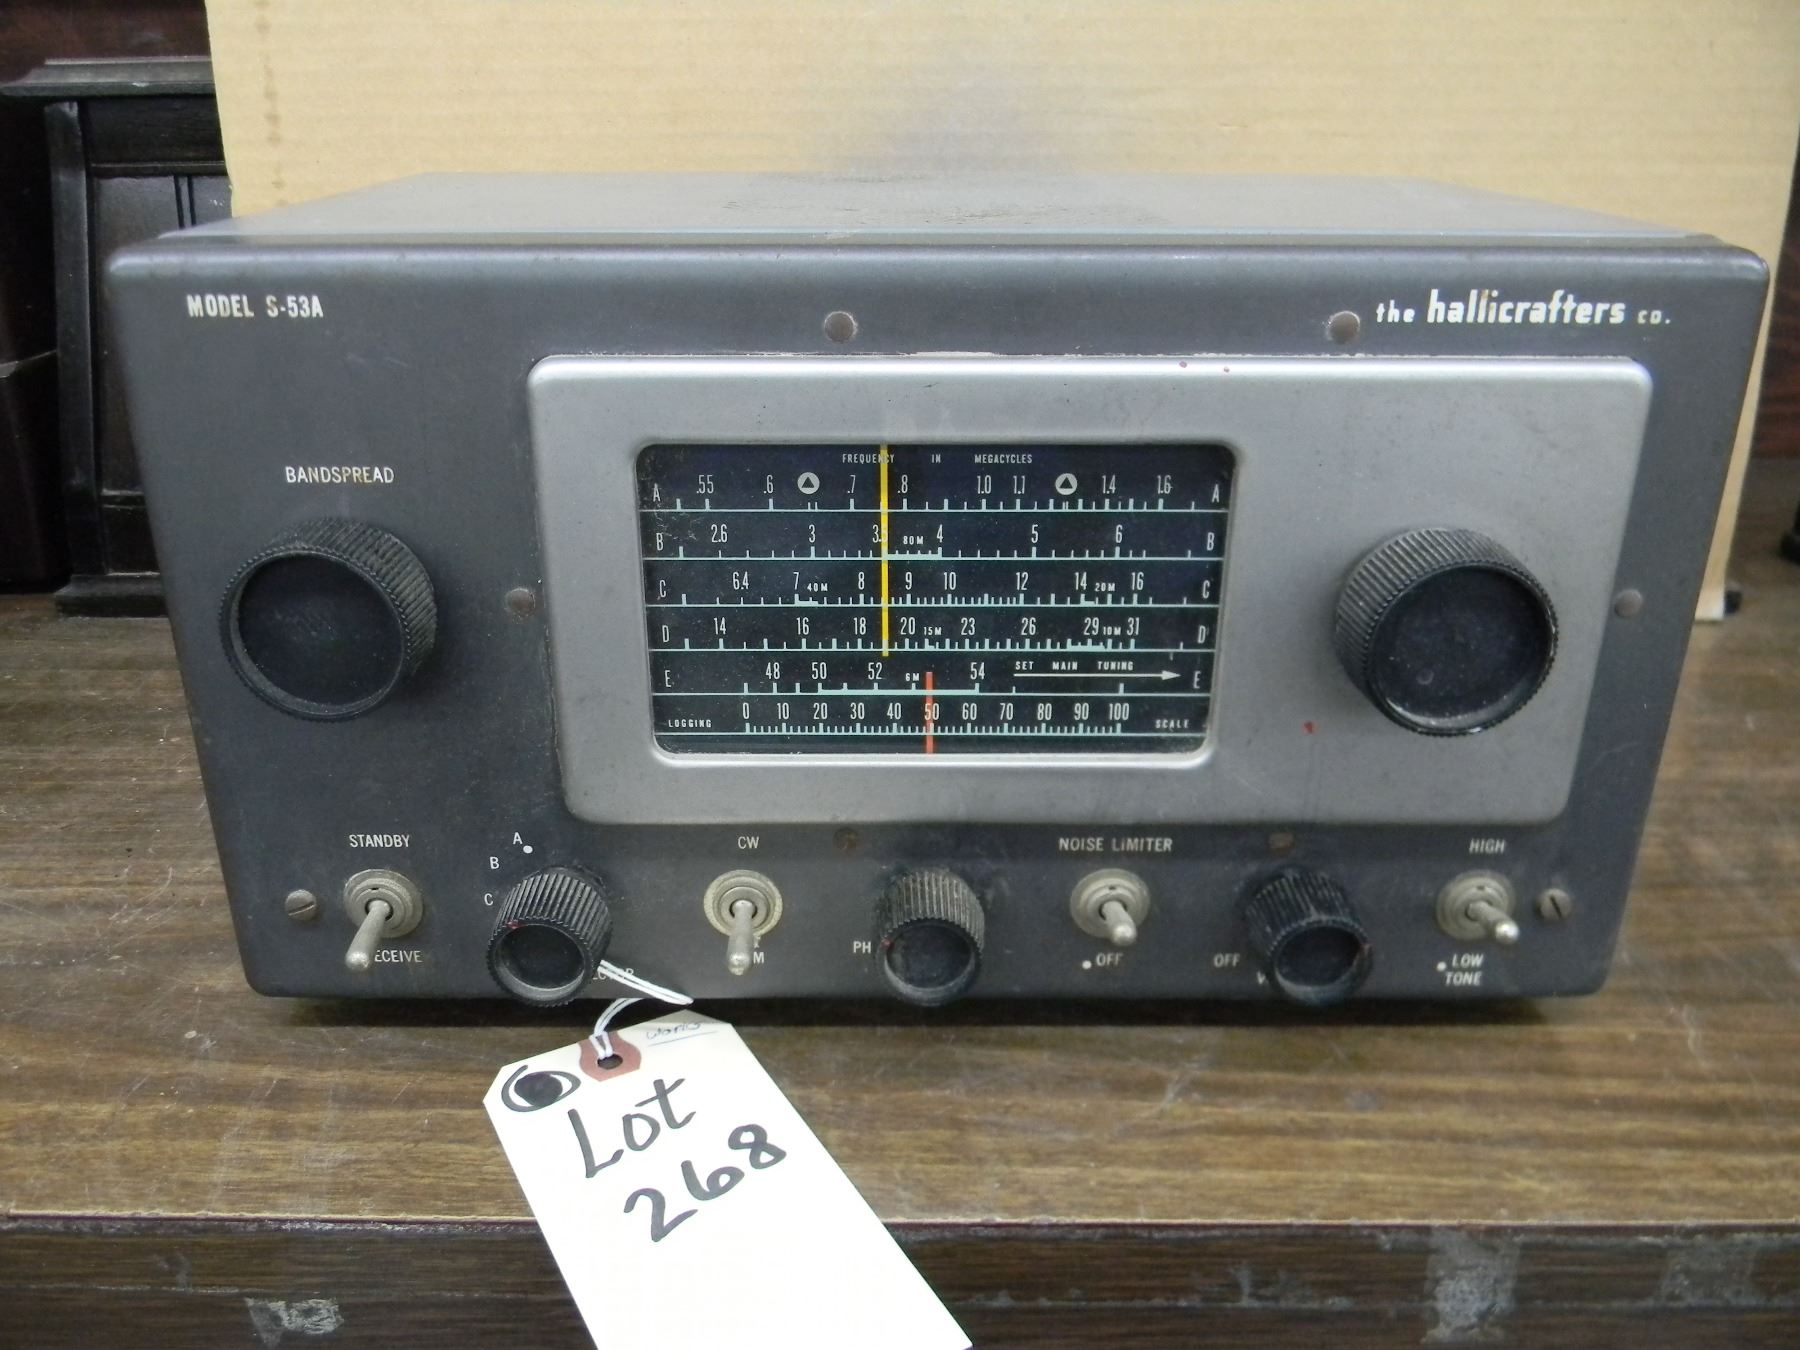 MODEL S-53A
the hallicrafters co.
BANDSPREAD
FREQUENCY IN MEGACYCLES
A .55 .6 .7 .8 1.0 1.1 1.4 1.6 A
B 2.6 3 3.5 80M 4 5 6 B
C 6.4 7 40M 8 9 10 12 14 20M 16 C
D 14 16 18 20 15M 23 26 29 10M 31 D
E 48 50 52 6M 54 SET MAIN TUNING E
LOGGING 0 10 20 30 40 50 60 70 80 90 100 SCALE
STANDBY
A
B
C
CW
NOISE LIMITER
HIGH
PH
OFF
OFF
LOW
TONE
works
Lot
268